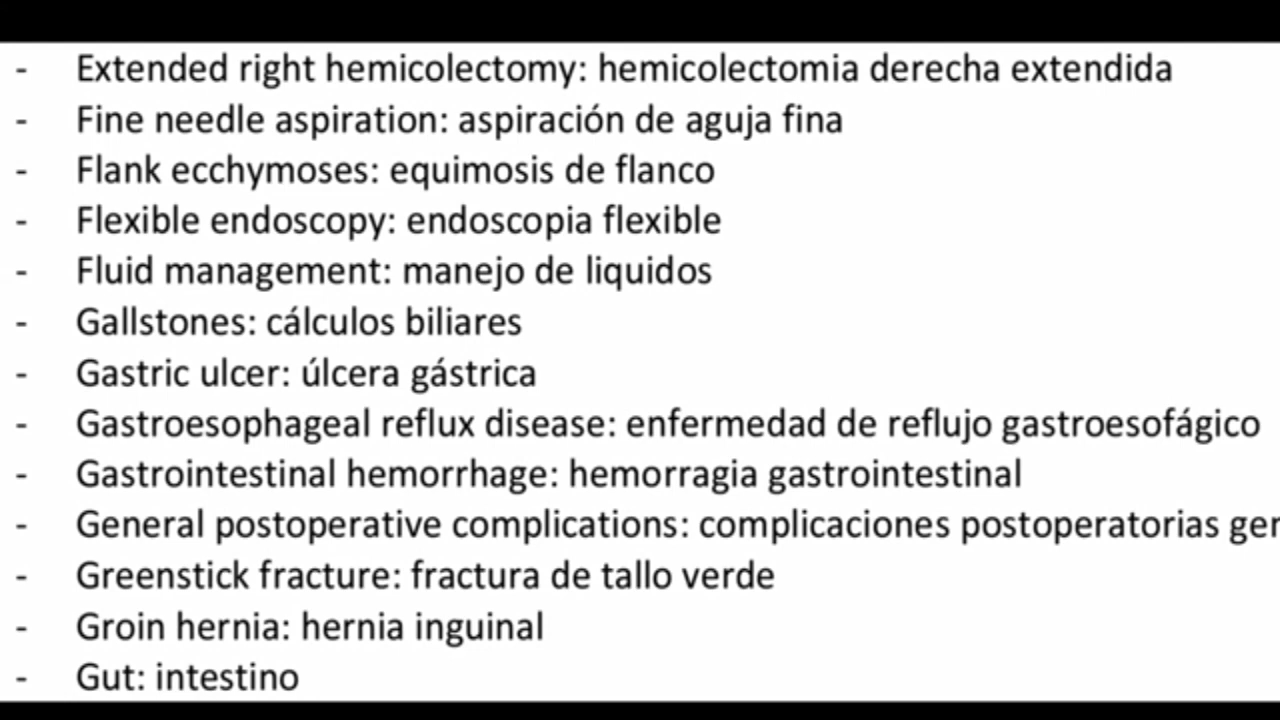 - Extended right hemicolectomy: hemicolectomia derecha extendida
- Fine needle aspiration: aspiración de aguja fina
- Flank ecchymoses: equimosis de flanco
- Flexible endoscopy: endoscopia flexible
- Fluid management: manejo de liquidos
- Gallstones: cálculos biliares
- Gastric ulcer: úlcera gástrica
- Gastroesophageal reflux disease: enfermedad de reflujo gastroesofágico
- Gastrointestinal hemorrhage: hemorragia gastrointestinal
- General postoperative complications: complicaciones postoperatorias
- Greenstick fracture: fractura de tallo verde
- Groin hernia: hernia inguinal
- Gut: intestino